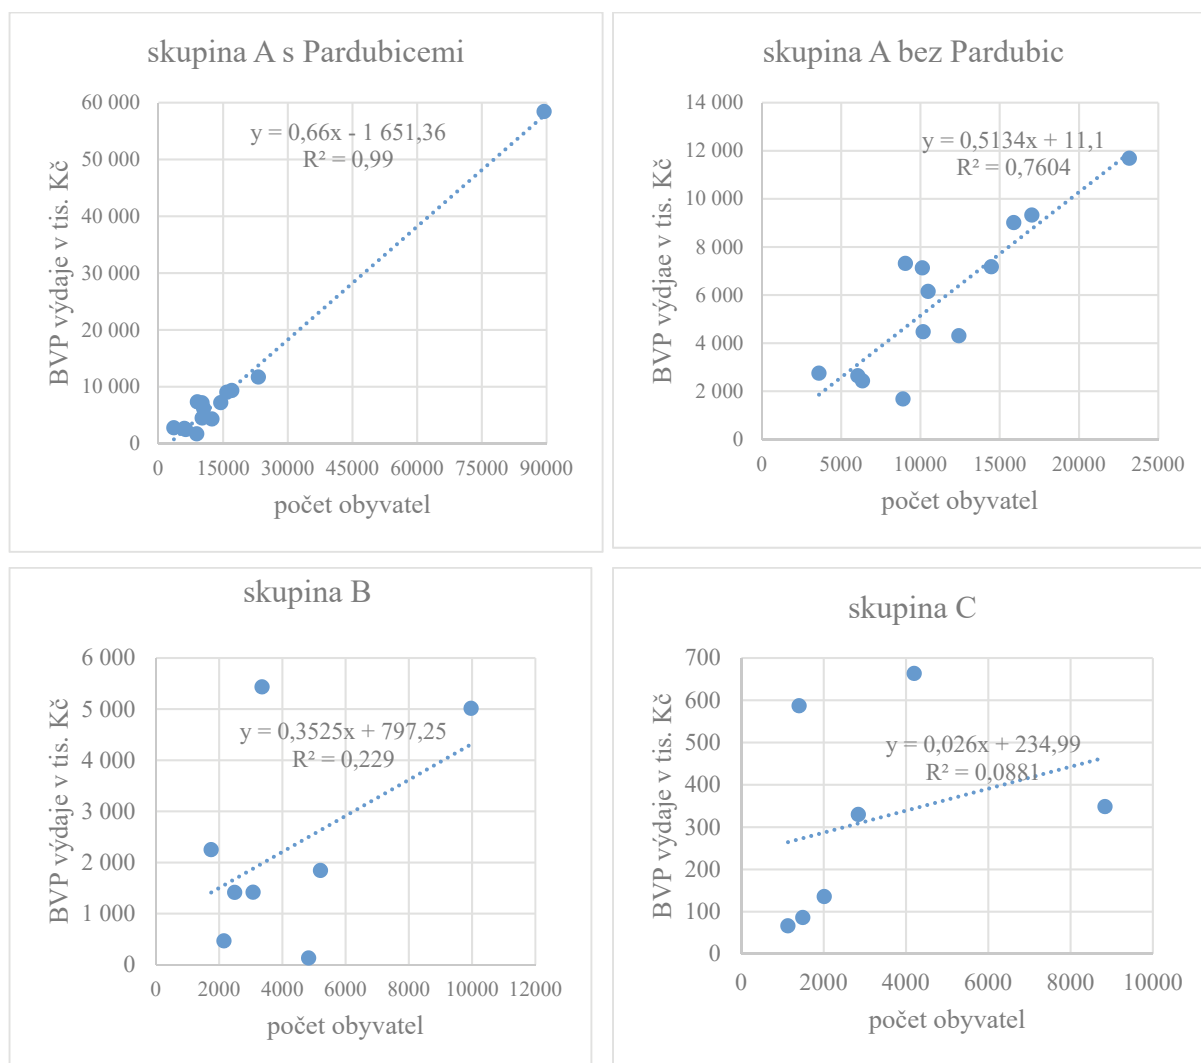 skupina A s Pardubicemi
60 000
50 000
40 000
30 000
20 000
10 000
0
BVP výdaje v tis. Kč
y = 0,66x - 1 651,36
R² = 0,99
0 15000 30000 45000 60000 75000 90000
počet obyvatel
skupina A bez Pardubic
14 000
12 000
10 000
8 000
6 000
4 000
2 000
0
BVP výdjae v tis. Kč
y = 0,5134x + 11,1
R² = 0,7604
0 5000 10000 15000 20000 25000
počet obyvatel
skupina B
6 000
5 000
4 000
3 000
2 000
1 000
0
BVP výdaje v tis. Kč
y = 0,3525x + 797,25
R² = 0,229
0 2000 4000 6000 8000 10000 12000
počet obyvatel
skupina C
700
600
500
400
300
200
100
0
BVP výdaje v tis. Kč
y = 0,026x + 234,99
R² = 0,0881
0 2000 4000 6000 8000 10000
počet obyvatel